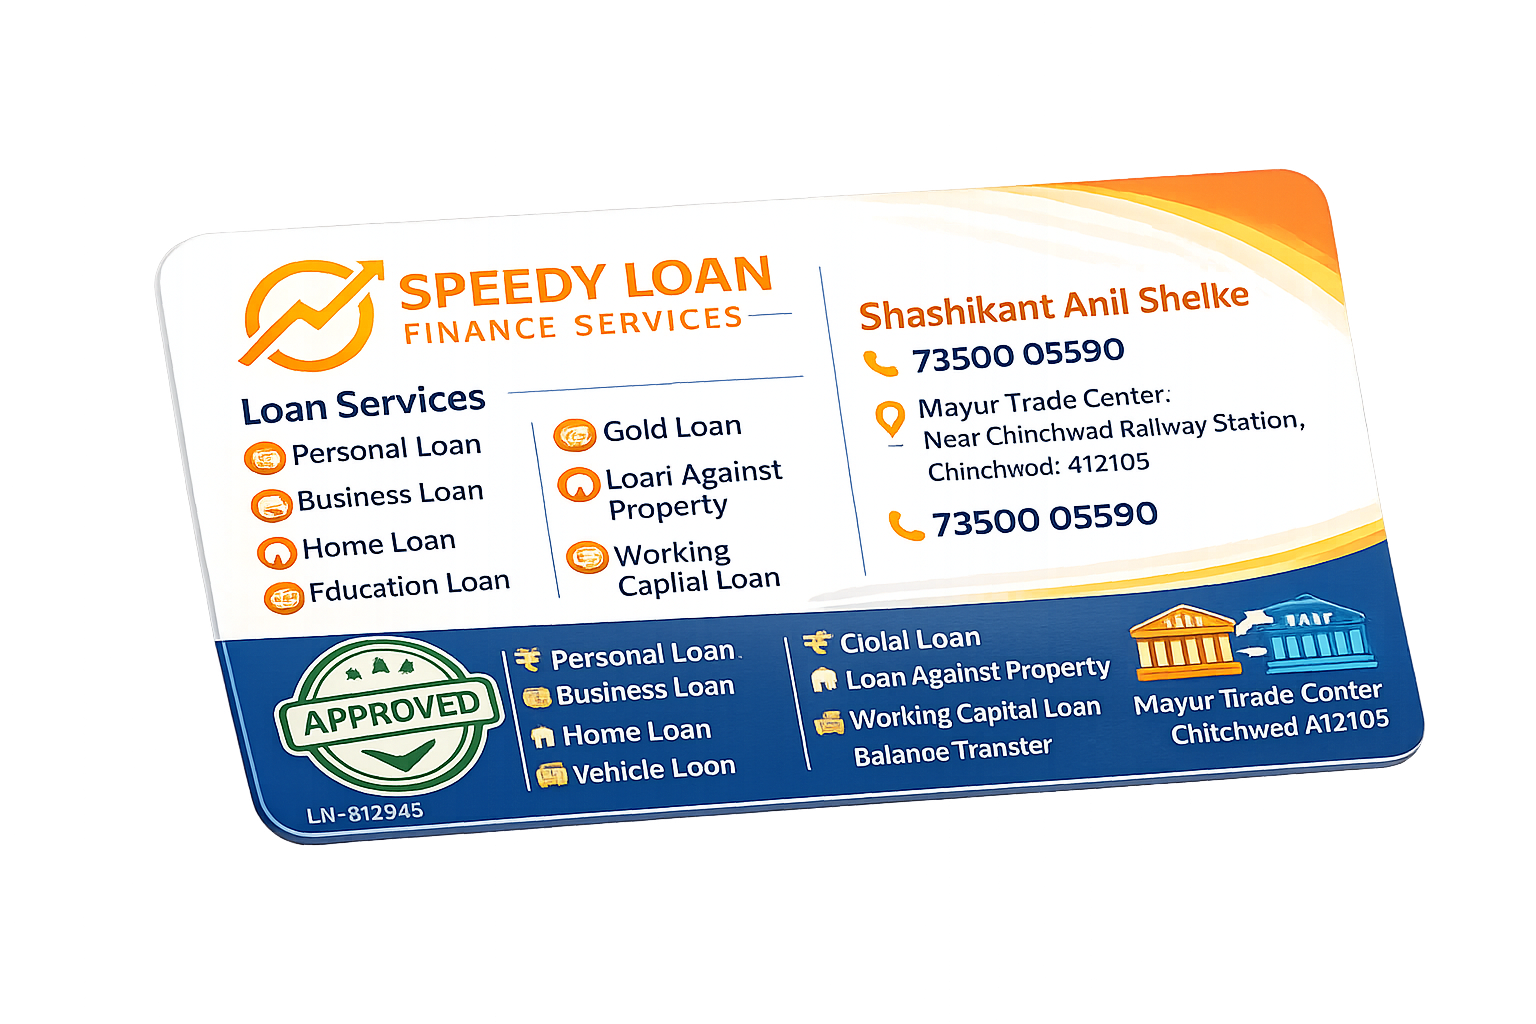 SPEEDY LOAN
FINANCE SERVICES
Loan Services
Personal Loan
Business Loan
Home Loan
Fducation Loan
Gold Loan
Loari Against
Property
Working
Caplial Loan
Shashikant Anil Shelke
73500 05590
Mayur Trade Center:
Near Chinchwad Rallway Station,
Chinchwod: 412105
73500 05590
APPROVED
LN-812945
Personal Loan
Business Loan
Home Loan
Vehicle Loon
Ciolal Loan
Loan Against Property
Working Capital Loan
Balanoe Transter
Mayur Tirade Conter
Chitchwed A12105